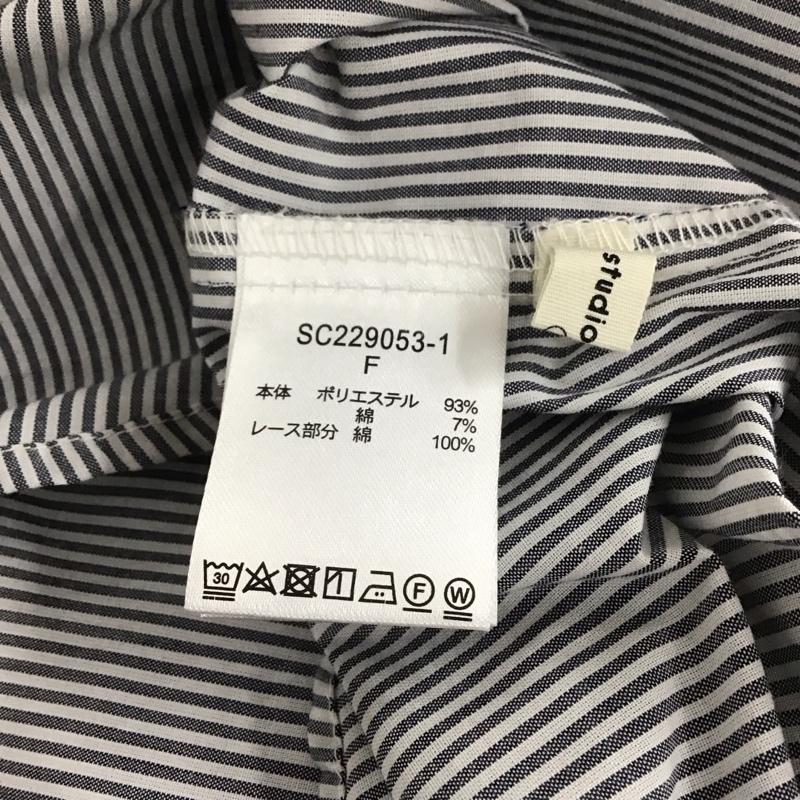 SC229053-1
F
本体 ポリエステル 93%
綿 7%
レース部分 綿 100%
30
F
W
studio